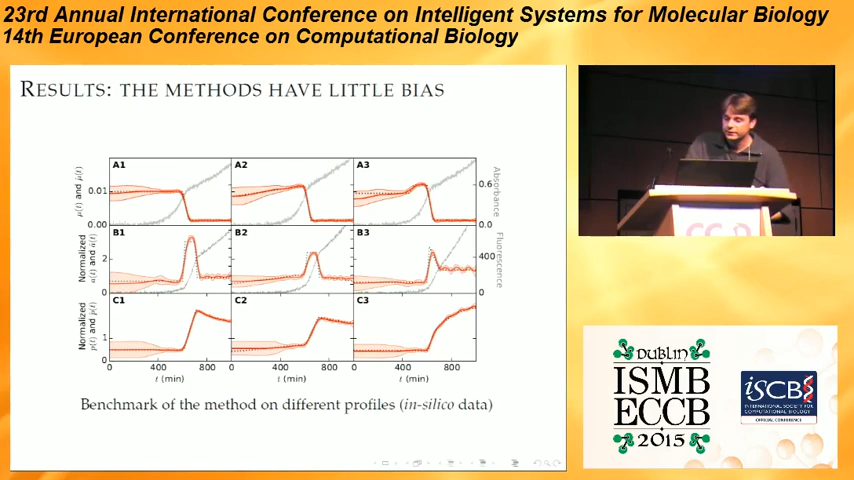 23rd Annual International Conference on Intelligent Systems for Molecular Biology
14th European Conference on Computational Biology
RESULTS: THE METHODS HAVE LITTLE BIAS
A1
A2
A3
0.01
0.00
μ(t) and μ̂(t)
0.6
0.0
Absorbance
B1
B2
B3
2
0
Normalized
a(t) and â(t)
400
0
Fluorescence
C1
C2
C3
1
0
Normalized
p(t) and p̂(t)
0 400 800
0 400 800
0 400 800
t (min)
t (min)
t (min)
Benchmark of the method on different profiles (in-silico data)
DUBLIN
ISMB
ECCB
2015
iSCB
INTERNATIONAL SOCIETY FOR
COMPUTATIONAL BIOLOGY
OFFICIAL CONFERENCE